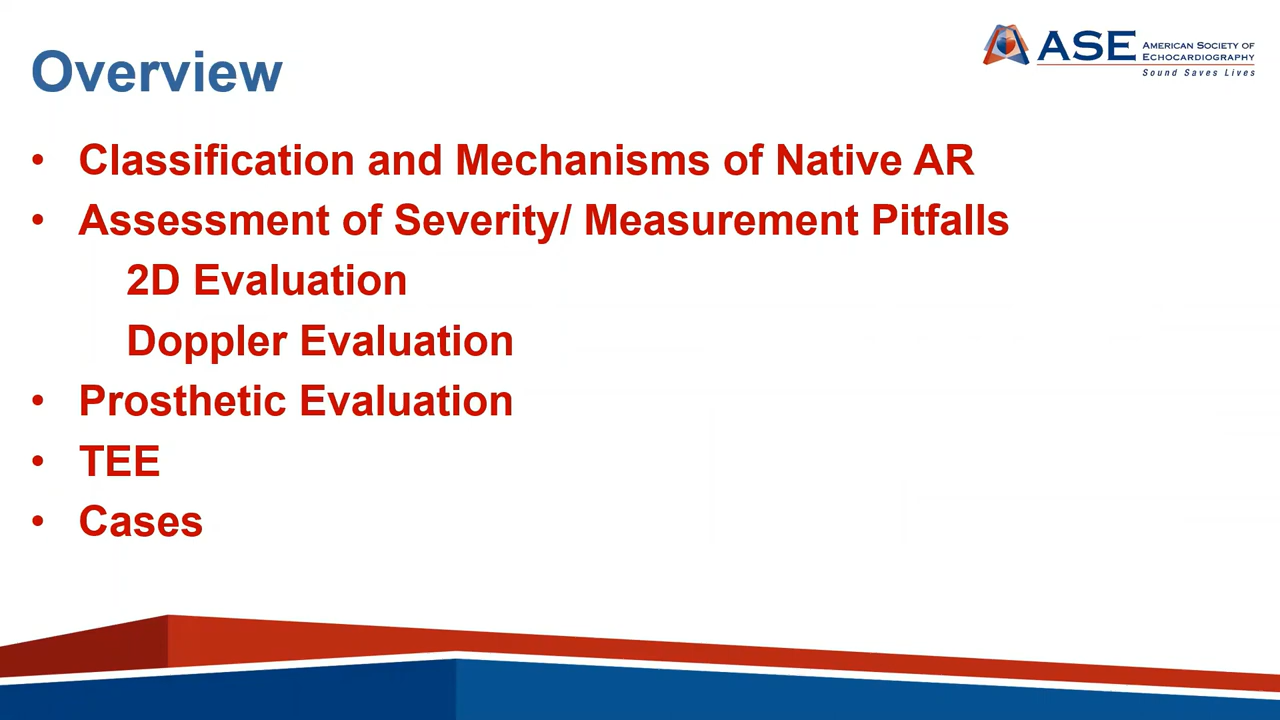 Overview
ASE AMERICAN SOCIETY OF
ECHOCARDIOGRAPHY
Sound Saves Lives
• Classification and Mechanisms of Native AR
• Assessment of Severity/ Measurement Pitfalls
2D Evaluation
Doppler Evaluation
• Prosthetic Evaluation
• TEE
• Cases